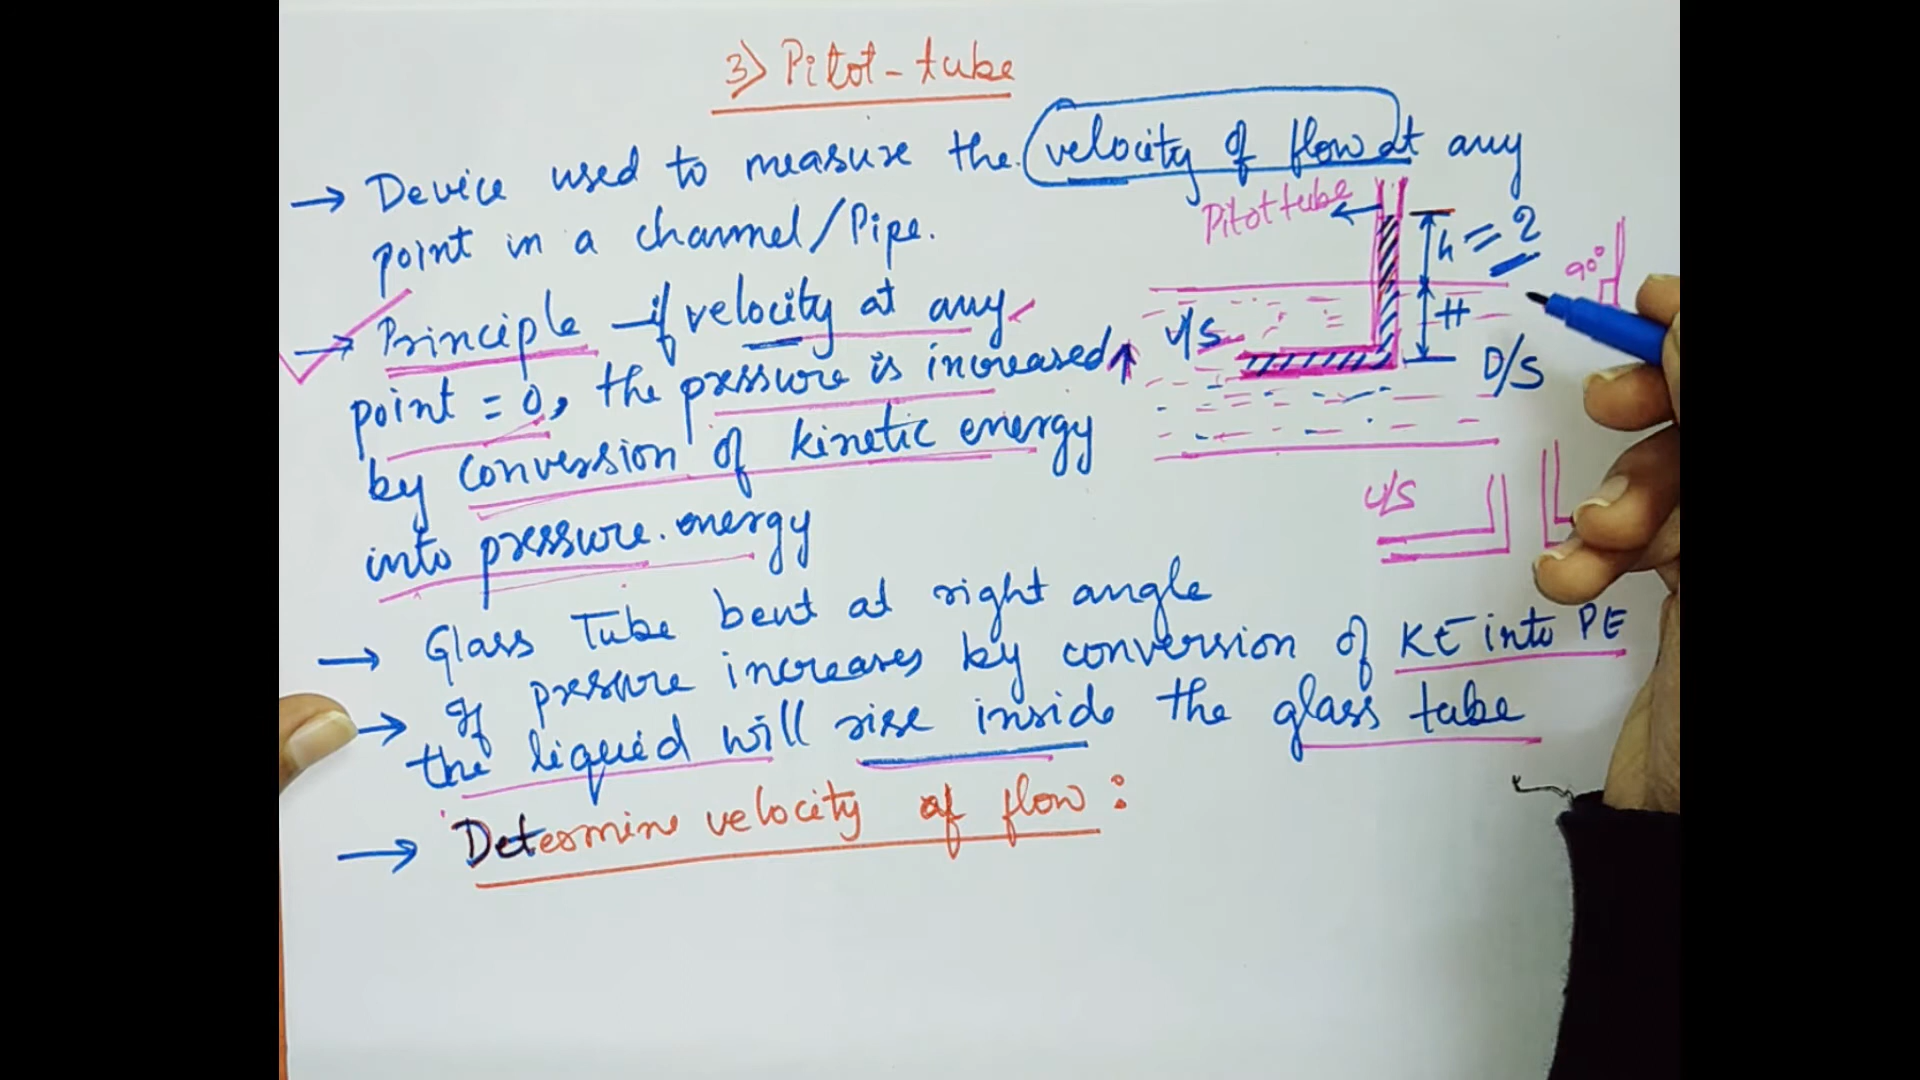 3) Pitot-tube
→ Device used to measure the velocity of flow at any
point in a channel/Pipe.
→ Principle - if velocity at any
point = 0, the pressure is increased ↑
by conversion of kinetic energy
into pressure energy
→ Glass Tube bent at right angle
→ If pressure increases by conversion of KE into PE
the liquid will rise inside the glass tube
→ Determine velocity of flow :
Pitot tube
h = ?
90°
H
U/S
D/S
U/S